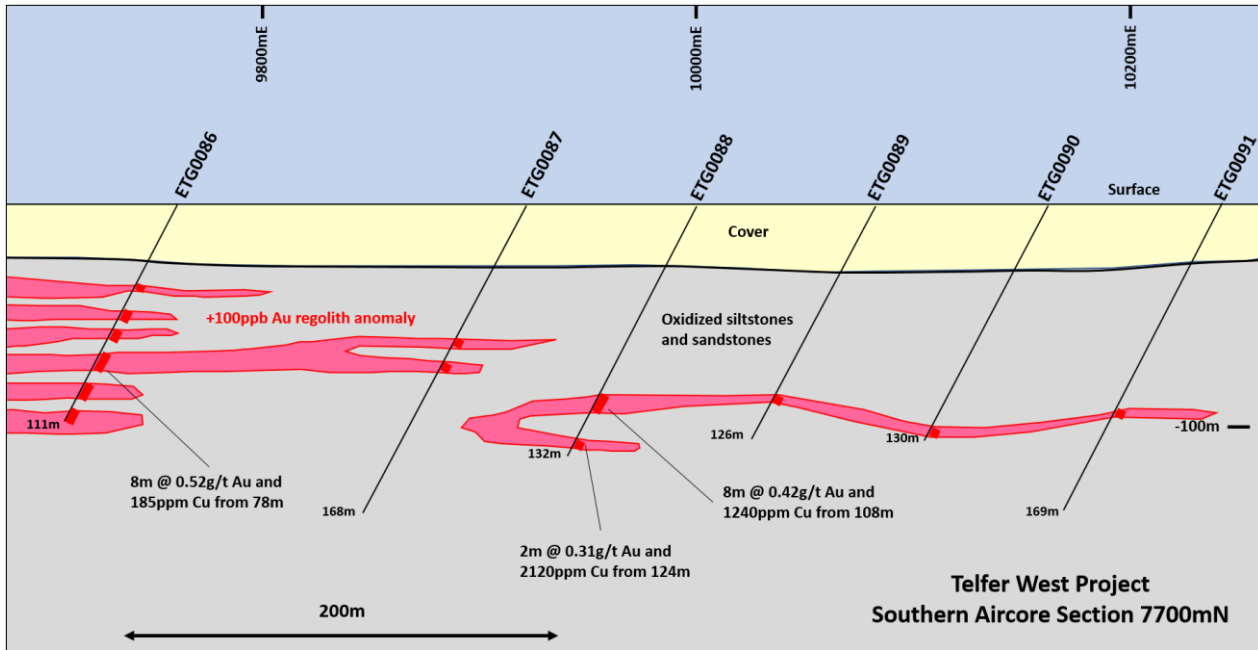 9800mE
10000mE
10200mE
ETG0086
ETG0087
ETG0088
ETG0089
ETG0090
ETG0091
Surface
Cover
+100ppb Au regolith anomaly
Oxidized siltstones
and sandstones
111m
126m
130m
-100m
132m
8m @ 0.52g/t Au and
185ppm Cu from 78m
168m
8m @ 0.42g/t Au and
1240ppm Cu from 108m
169m
2m @ 0.31g/t Au and
2120ppm Cu from 124m
200m
Telfer West Project
Southern Aircore Section 7700mN